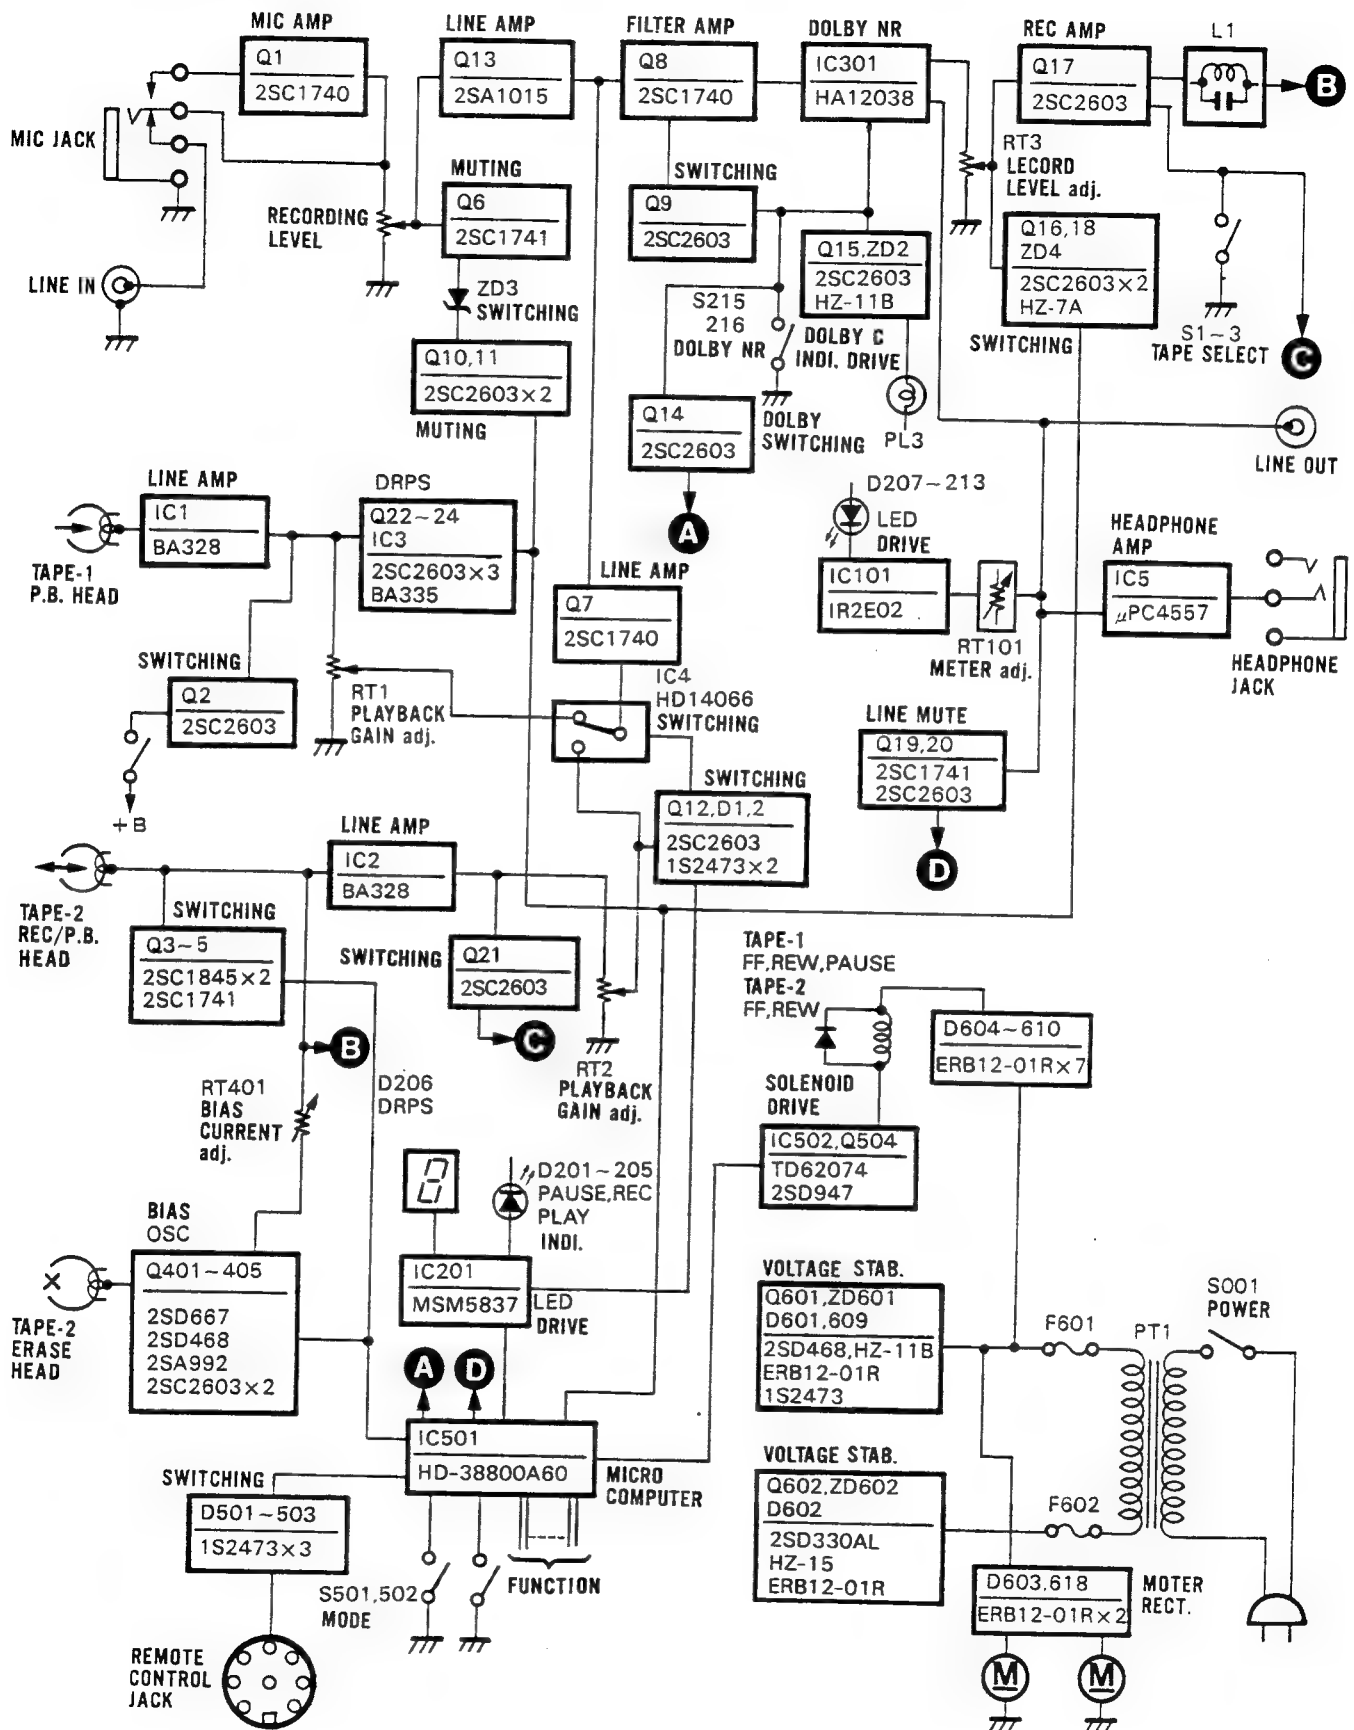 MIC AMP
Q1
2SC1740
LINE AMP
Q13
2SA1015
FILTER AMP
Q8
2SC1740
DOLBY NR
IC301
HA12038
REC AMP
Q17
2SC2603
L1
B
MIC JACK
RT3
LECORD
LEVEL adj.
RECORDING
LEVEL
MUTING
Q6
2SC1741
SWITCHING
Q9
2SC2603
Q15,ZD2
2SC2603
HZ-11B
Q16,18
ZD4
2SC2603×2
HZ-7A
SWITCHING
LINE IN
ZD3
SWITCHING
S215
216
DOLBY NR
DOLBY C
INDI. DRIVE
S1~3
TAPE SELECT
C
Q10,11
2SC2603×2
MUTING
Q14
2SC2603
DOLBY
SWITCHING
PL3
LINE OUT
A
LINE AMP
IC1
BA328
TAPE-1
P.B. HEAD
DRPS
Q22~24
IC3
2SC2603×3
BA335
D207~213
LED
DRIVE
IC101
IR2E02
RT101
METER adj.
HEADPHONE
AMP
IC5
μPC4557
HEADPHONE
JACK
LINE AMP
Q7
2SC1740
SWITCHING
Q2
2SC2603
+B
RT1
PLAYBACK
GAIN adj.
IC4
HD14066
SWITCHING
LINE MUTE
Q19,20
2SC1741
2SC2603
D
SWITCHING
Q12,D1,2
2SC2603
1S2473×2
LINE AMP
IC2
BA328
TAPE-2
REC/P.B.
HEAD
SWITCHING
Q3~5
2SC1845×2
2SC1741
SWITCHING
Q21
2SC2603
C
B
RT2
PLAYBACK
GAIN adj.
TAPE-1
FF,REW,PAUSE
TAPE-2
FF,REW
D604~610
ERB12-01R×7
SOLENOID
DRIVE
IC502,Q504
TD62074
2SD947
RT401
BIAS
CURRENT
adj.
D206
DRPS
D201~205
PAUSE,REC
PLAY
INDI.
BIAS
OSC
Q401~405
2SD667
2SD468
2SA992
2SC2603×2
TAPE-2
ERASE
HEAD
IC201
MSM5837
LED
DRIVE
A
D
VOLTAGE STAB.
Q601,ZD601
D601,609
2SD468,HZ-11B
ERB12-01R
1S2473
F601
PT1
S001
POWER
IC501
HD-38800A60
MICRO
COMPUTER
VOLTAGE STAB.
Q602,ZD602
D602
2SD330AL
HZ-15
ERB12-01R
F602
SWITCHING
D501~503
1S2473×3
S501,502
MODE
FUNCTION
D603,618
ERB12-01R×2
MOTER
RECT.
REMOTE
CONTROL
JACK
M
M